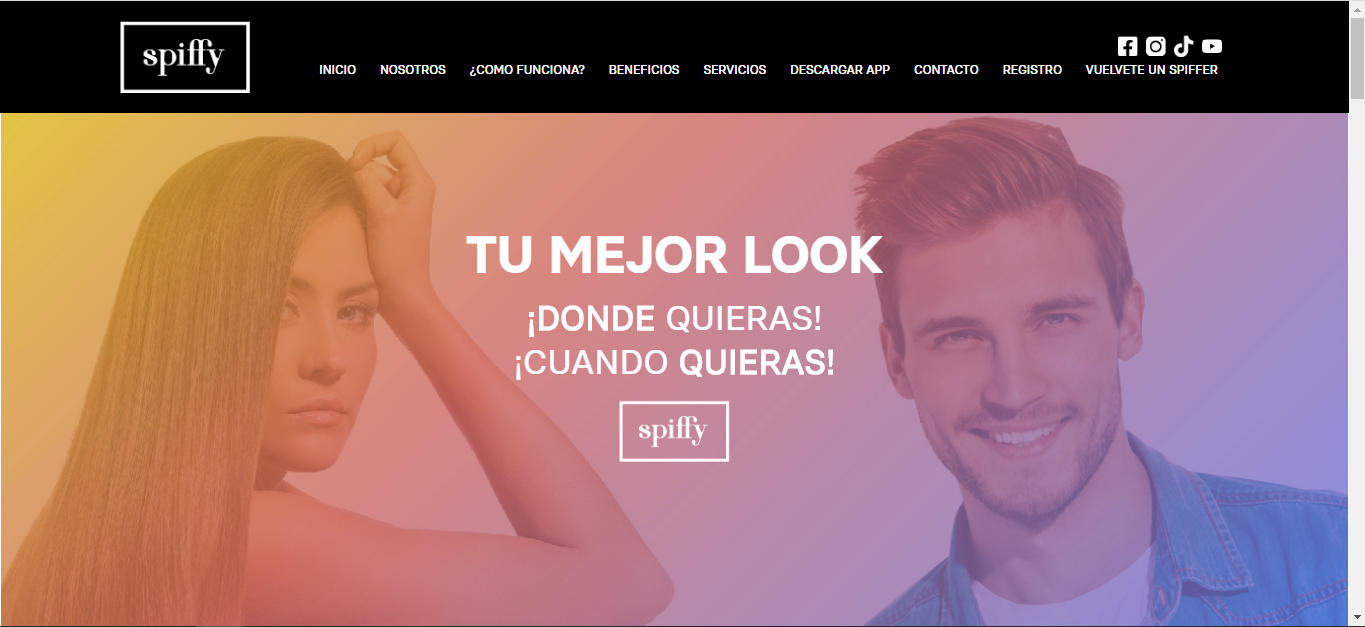 spiffy
INICIO NOSOTROS ¿COMO FUNCIONA? BENEFICIOS SERVICIOS DESCARGAR APP CONTACTO REGISTRO VUELVETE UN SPIFFER
TU MEJOR LOOK
¡DONDE QUIERAS!
¡CUANDO QUIERAS!
spiffy